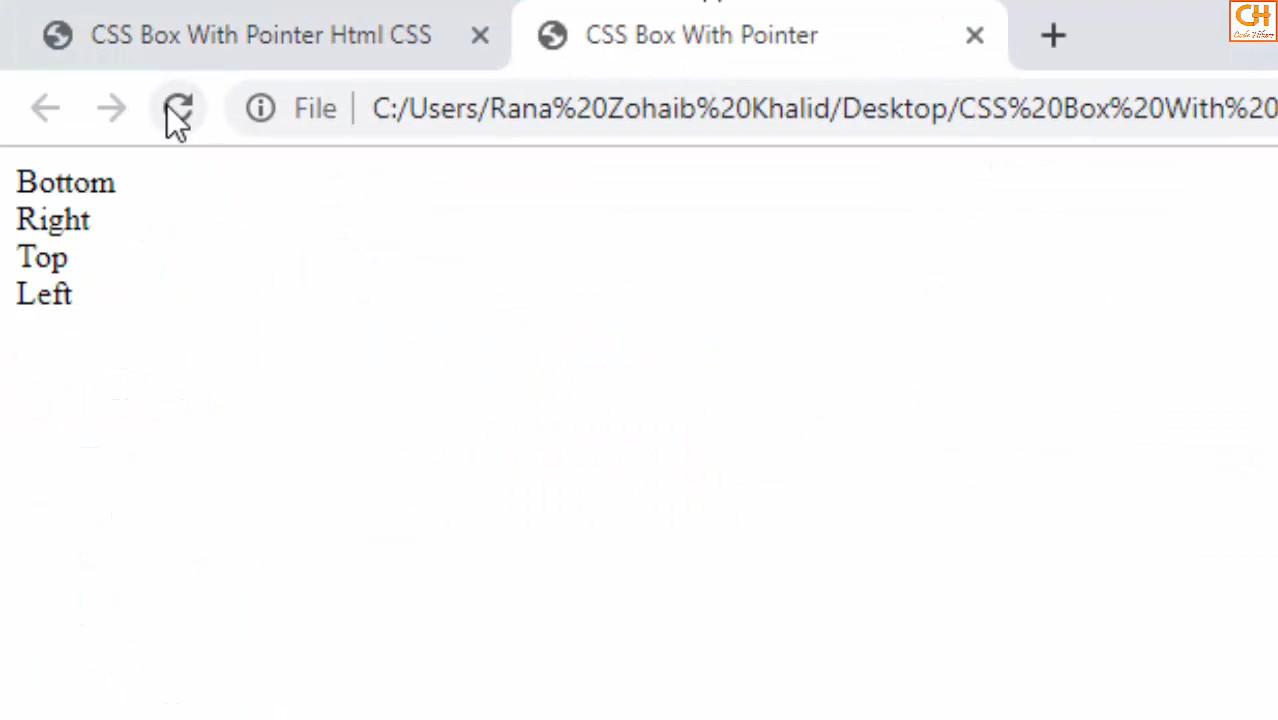 CSS Box With Pointer Html CSS
CSS Box With Pointer
CH
File
C:/Users/Rana%20Zohaib%20Khalid/Desktop/CSS%20Box%20With%20
Bottom
Right
Top
Left